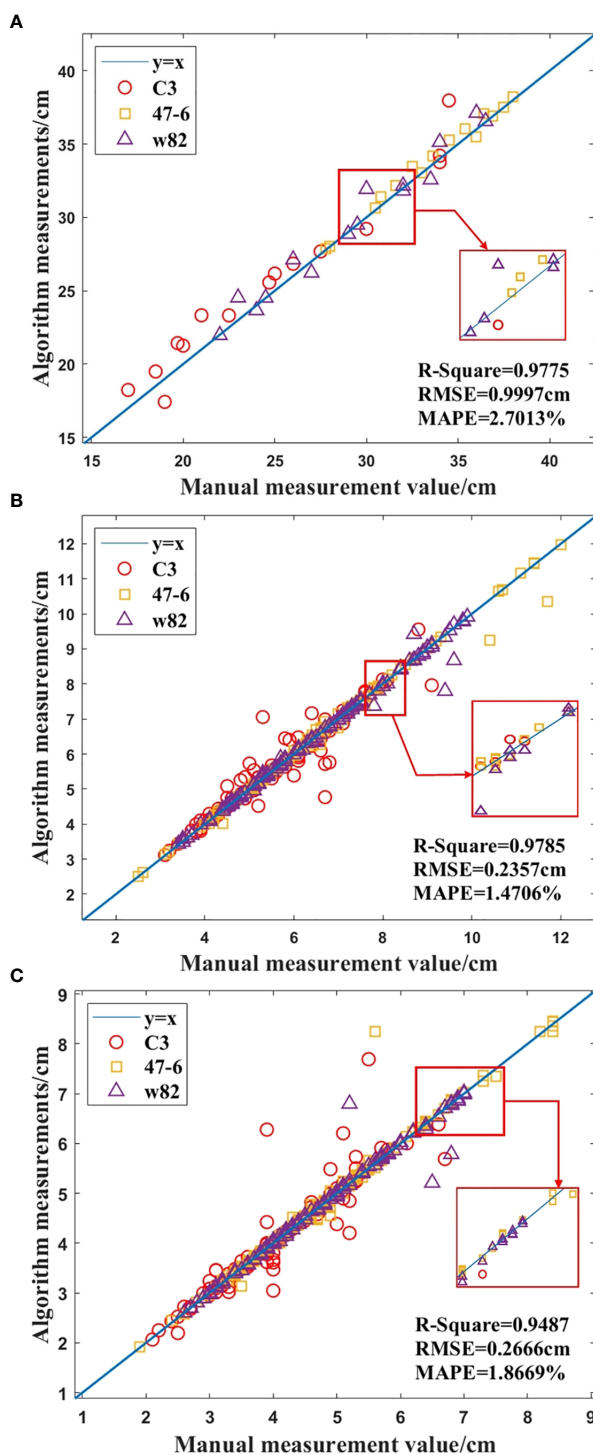 A
40
35
30
25
20
15
15
20
25
30
35
40
y=x
C3
47-6
w82
R-Square=0.9775
RMSE=0.9997cm
MAPE=2.7013%
Algorithm measurements/cm
Manual measurement value/cm
B
12
11
10
9
8
7
6
5
4
3
2
2
4
6
8
10
12
y=x
C3
47-6
w82
R-Square=0.9785
RMSE=0.2357cm
MAPE=1.4706%
Algorithm measurements/cm
Manual measurement value/cm
C
9
8
7
6
5
4
3
2
1
1
2
3
4
5
6
7
8
9
y=x
C3
47-6
w82
R-Square=0.9487
RMSE=0.2666cm
MAPE=1.8669%
Algorithm measurements/cm
Manual measurement value/cm